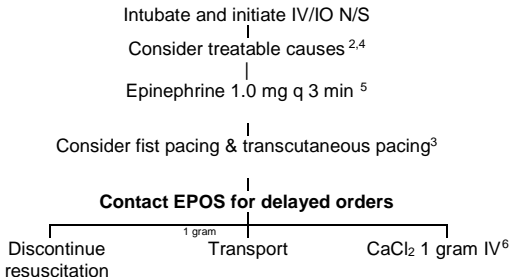 Intubate and initiate IV/IO N/S
Consider treatable causes 2,4
Epinephrine 1.0 mg q 3 min 5
Consider fist pacing & transcutaneous pacing3
Contact EPOS for delayed orders
1 gram
Discontinue resuscitation
Transport
CaCl2 1 gram IV6